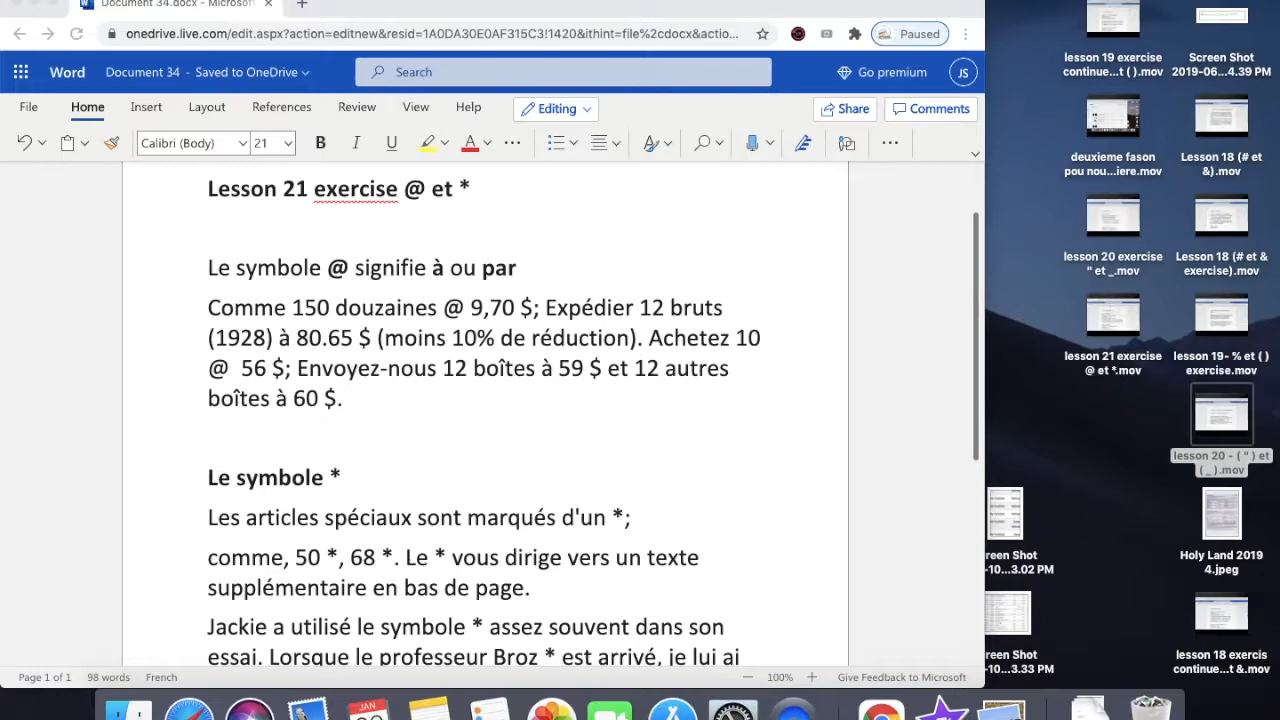 Document 34.docx - Microsoft
onedrive.live.com/edit.aspx?action=editnew&resid=1A0DA30E0AF315C3!1420&ithint=file%2cdocx&actio...
Paused
Word
Document 34 - Saved to OneDrive
Search
Go premium
JS
File
Home
Insert
Layout
References
Review
View
Help
Editing
Share
Comments
Calibri (Body)
21
B
I
U
A
Lesson 21 exercise @ et *
Le symbole @ signifie à ou par
Comme 150 douzaines @ 9,70 $; Expédier 12 bruts
(1928) à 80.65 $ (moins 10% de réduction). Achetez 10
@ 56 $; Envoyez-nous 12 boîtes à 59 $ et 12 autres
boîtes à 60 $.
Le symbole *
Les articles spéciaux sont marqués d'un *;
comme, 50 *, 68 *. Le * vous dirige vers un texte
supplémentaire en bas de page.
Jackie a utilisé le symbole * assez souvent dans son
essai. Lorsque le professeur Broz * est arrivé, je lui ai
Page 1 of 1
98 words
French
100%
Give Feedback to Microsoft
lesson 19 exercise
continue...t ( ).mov
Screen Shot
2019-06...4.39 PM
deuxieme fason
pou nou...iere.mov
Lesson 18 (# et
&).mov
lesson 20 exercise
" et _.mov
Lesson 18 (# et &
exercise).mov
lesson 21 exercise
@ et *.mov
lesson 19- % et ( )
exercise.mov
lesson 20 - ( " ) et
( _ ).mov
reen Shot
-10...3.02 PM
Holy Land 2019
4.jpeg
reen Shot
-10...3.33 PM
lesson 18 exercis
continue...t &.mov
JAN